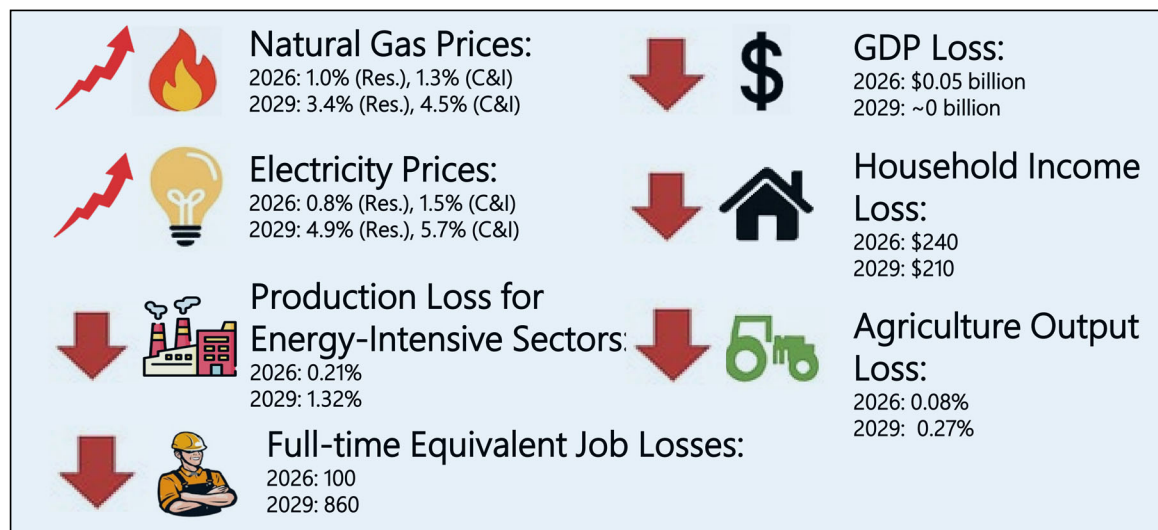 Natural Gas Prices:
2026: 1.0% (Res.), 1.3% (C&I)
2029: 3.4% (Res.), 4.5% (C&I)
Electricity Prices:
2026: 0.8% (Res.), 1.5% (C&I)
2029: 4.9% (Res.), 5.7% (C&I)
Production Loss for
Energy-Intensive Sectors:
2026: 0.21%
2029: 1.32%
Full-time Equivalent Job Losses:
2026: 100
2029: 860
$
GDP Loss:
2026: $0.05 billion
2029: ~0 billion
Household Income
Loss:
2026: $240
2029: $210
Agriculture Output
Loss:
2026: 0.08%
2029: 0.27%